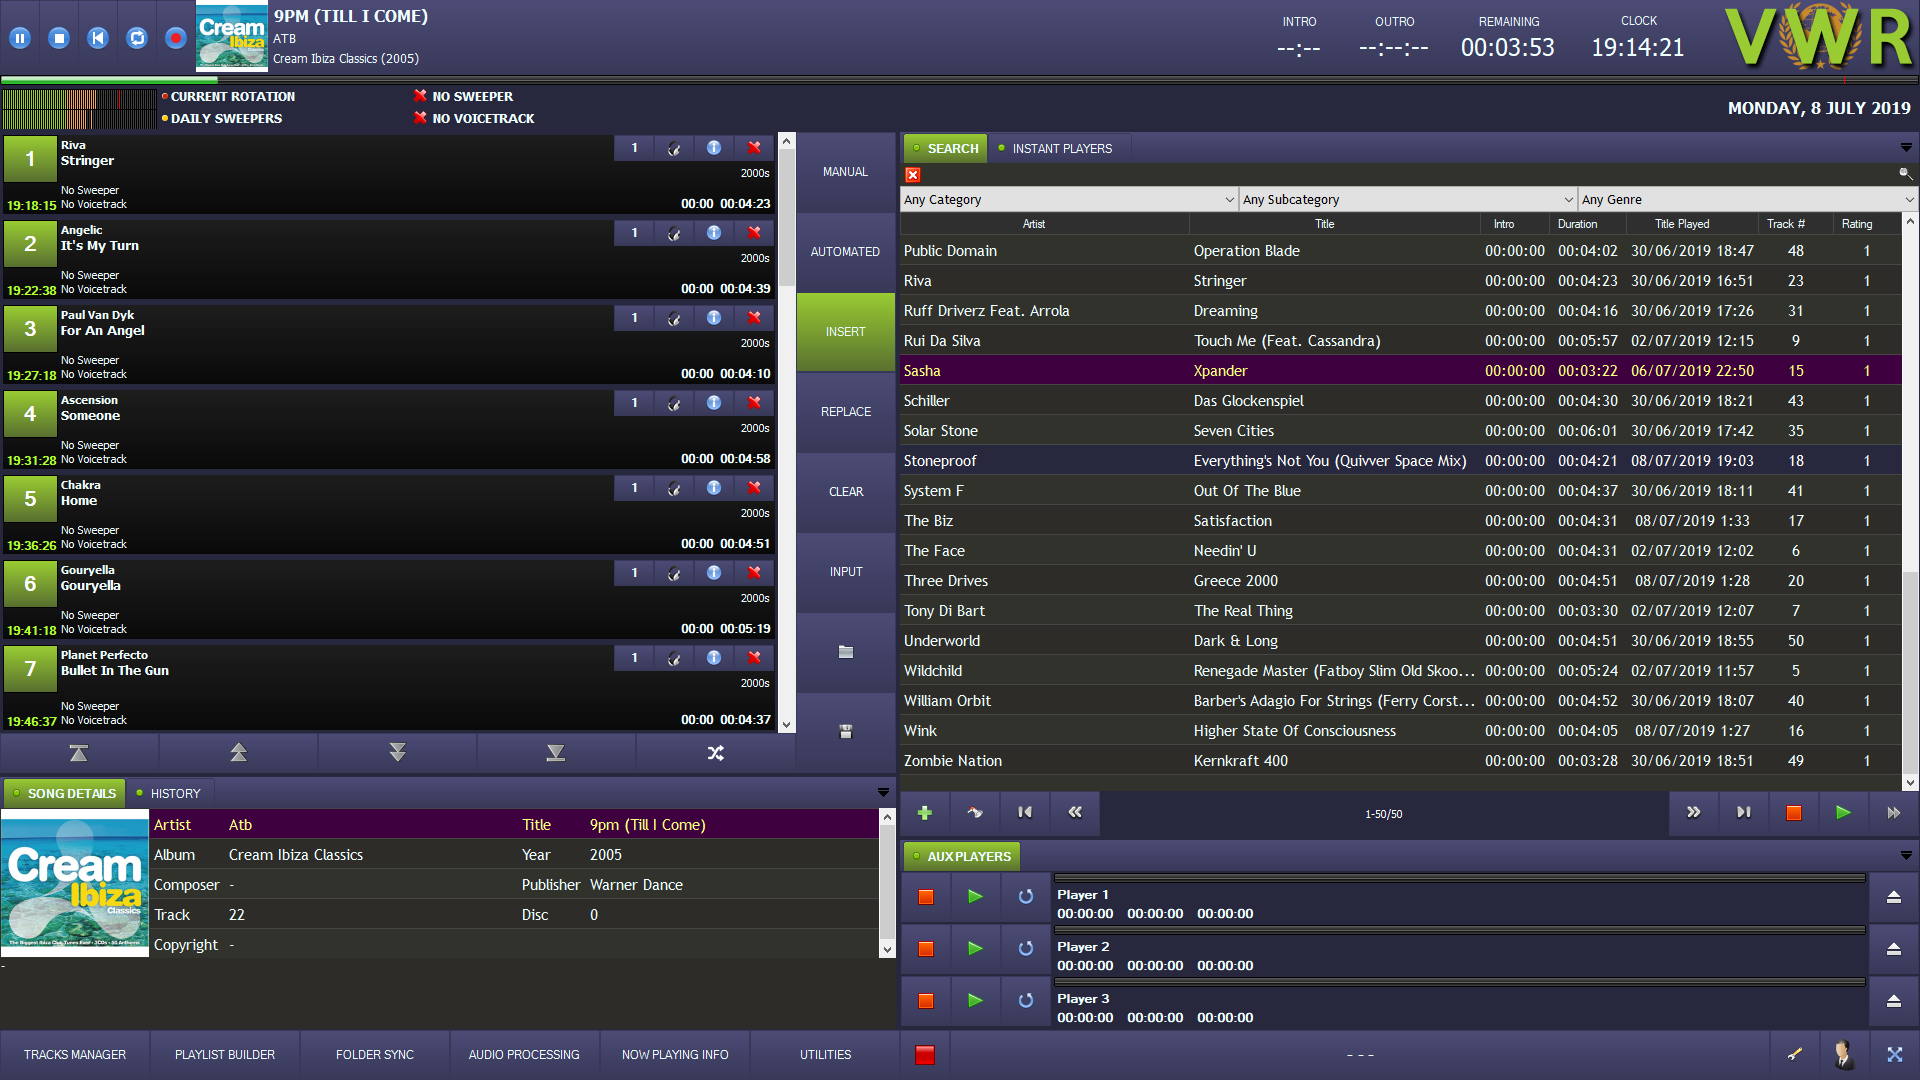 Cream
Ibiza
Classics
9PM (TILL I COME)
ATB
Cream Ibiza Classics (2005)
INTRO
--:--
OUTRO
--:--:--
REMAINING
00:03:53
CLOCK
19:14:21
VWR
CURRENT ROTATION
DAILY SWEEPERS
NO SWEEPER
NO VOICETRACK
MONDAY, 8 JULY 2019
1 Riva 1
Stringer
2000s
No Sweeper
19:18:15 No Voicetrack 00:00 00:04:23
2 Angelic 1
It's My Turn
2000s
No Sweeper
19:22:38 No Voicetrack 00:00 00:04:39
3 Paul Van Dyk 1
For An Angel
2000s
No Sweeper
19:27:18 No Voicetrack 00:00 00:04:10
4 Ascension 1
Someone
2000s
No Sweeper
19:31:28 No Voicetrack 00:00 00:04:58
5 Chakra 1
Home
2000s
No Sweeper
19:36:26 No Voicetrack 00:00 00:04:51
6 Gouryella 1
Gouryella
2000s
No Sweeper
19:41:18 No Voicetrack 00:00 00:05:19
7 Planet Perfecto 1
Bullet In The Gun
2000s
No Sweeper
19:46:37 No Voicetrack 00:00 00:04:37
MANUAL
AUTOMATED
INSERT
REPLACE
CLEAR
INPUT
SEARCH INSTANT PLAYERS
Any Category Any Subcategory Any Genre
Artist Title Intro Duration Title Played Track # Rating
Public Domain Operation Blade 00:00:00 00:04:02 30/06/2019 18:47 48 1
Riva Stringer 00:00:00 00:04:23 30/06/2019 16:51 23 1
Ruff Driverz Feat. Arrola Dreaming 00:00:00 00:04:16 30/06/2019 17:26 31 1
Rui Da Silva Touch Me (Feat. Cassandra) 00:00:00 00:05:57 02/07/2019 12:15 9 1
Sasha Xpander 00:00:00 00:03:22 06/07/2019 22:50 15 1
Schiller Das Glockenspiel 00:00:00 00:04:30 30/06/2019 18:21 43 1
Solar Stone Seven Cities 00:00:00 00:06:01 30/06/2019 17:42 35 1
Stoneproof Everything's Not You (Quivver Space Mix) 00:00:00 00:04:21 08/07/2019 19:03 18 1
System F Out Of The Blue 00:00:00 00:04:37 30/06/2019 18:11 41 1
The Biz Satisfaction 00:00:00 00:04:31 08/07/2019 1:33 17 1
The Face Needin' U 00:00:00 00:04:31 02/07/2019 12:02 6 1
Three Drives Greece 2000 00:00:00 00:04:51 08/07/2019 1:28 20 1
Tony Di Bart The Real Thing 00:00:00 00:03:30 02/07/2019 12:07 7 1
Underworld Dark & Long 00:00:00 00:04:51 30/06/2019 18:55 50 1
Wildchild Renegade Master (Fatboy Slim Old Skoo... 00:00:00 00:05:24 02/07/2019 11:57 5 1
William Orbit Barber's Adagio For Strings (Ferry Corst... 00:00:00 00:04:52 30/06/2019 18:07 40 1
Wink Higher State Of Consciousness 00:00:00 00:04:05 08/07/2019 1:27 16 1
Zombie Nation Kernkraft 400 00:00:00 00:03:28 30/06/2019 18:51 49 1
1-50/50
SONG DETAILS HISTORY
Cream
Ibiza
Classics
The Biggest Ibiza Club Tunes Ever • 3CDs • 50 Anthems
Artist Atb Title 9pm (Till I Come)
Album Cream Ibiza Classics Year 2005
Composer - Publisher Warner Dance
Track 22 Disc 0
Copyright -
-
AUX PLAYERS
Player 1
00:00:00 00:00:00 00:00:00
Player 2
00:00:00 00:00:00 00:00:00
Player 3
00:00:00 00:00:00 00:00:00
TRACKS MANAGER PLAYLIST BUILDER FOLDER SYNC AUDIO PROCESSING NOW PLAYING INFO UTILITIES
- - -